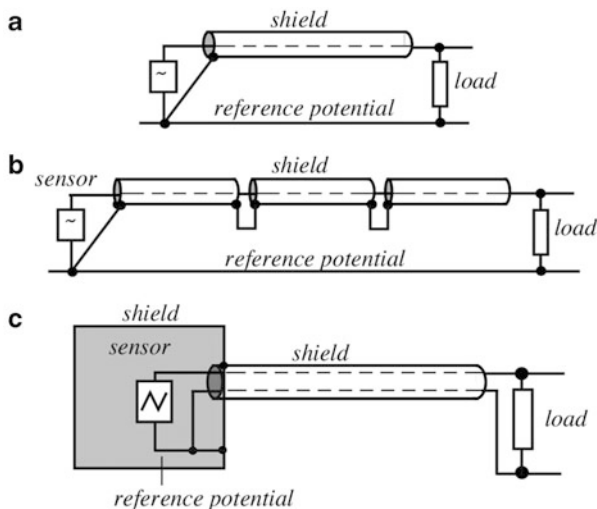 a
shield
~
load
reference potential
b
sensor
shield
~
load
reference potential
c
shield
sensor
shield
load
reference potential